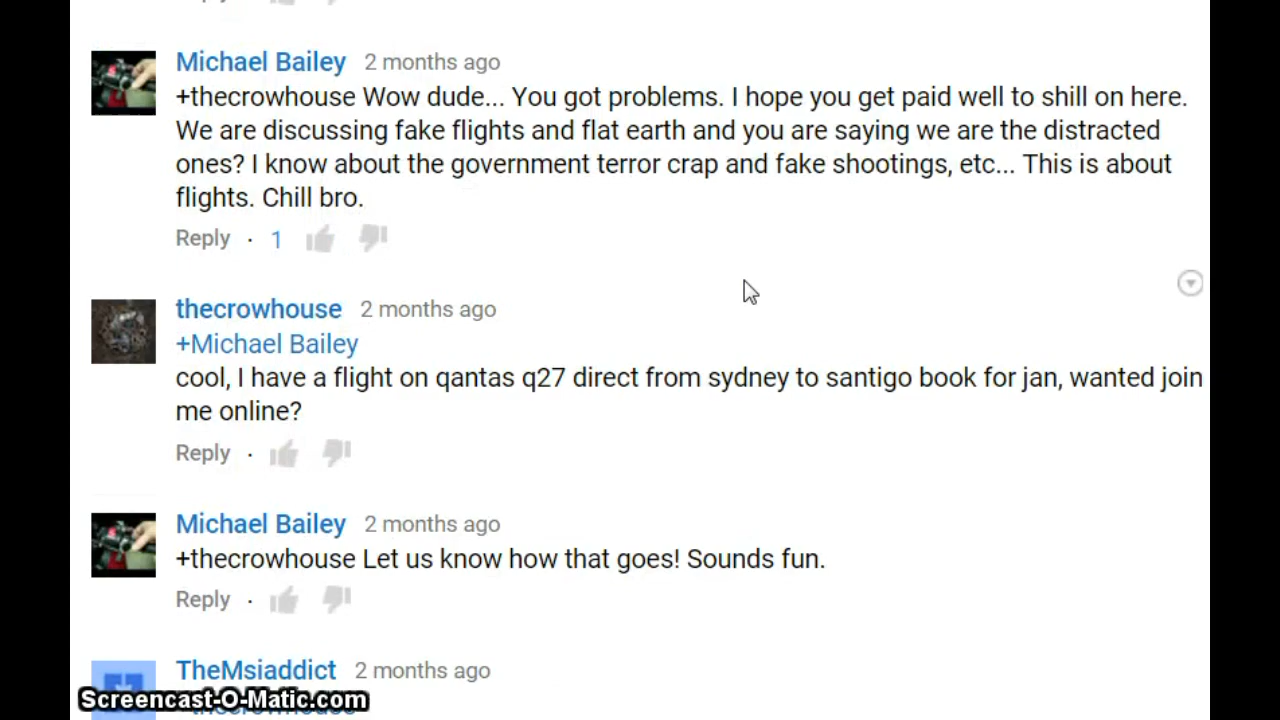 Michael Bailey 2 months ago
+thecrowhouse Wow dude... You got problems. I hope you get paid well to shill on here.
We are discussing fake flights and flat earth and you are saying we are the distracted
ones? I know about the government terror crap and fake shootings, etc... This is about
flights. Chill bro.
Reply · 1
thecrowhouse 2 months ago
+Michael Bailey
cool, I have a flight on qantas q27 direct from sydney to santigo book for jan, wanted join
me online?
Reply ·
Michael Bailey 2 months ago
+thecrowhouse Let us know how that goes! Sounds fun.
Reply ·
TheMsiaddict 2 months ago
Screencast-O-Matic.com